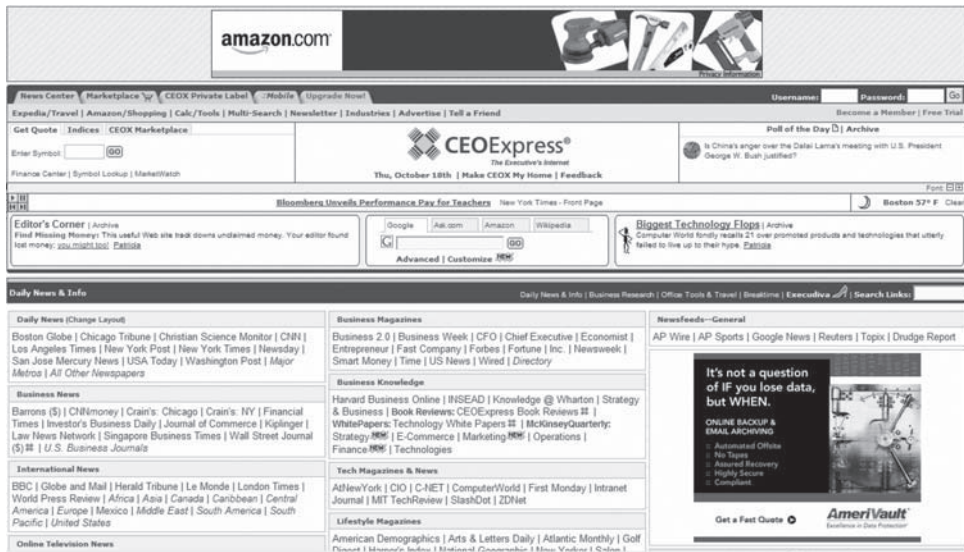 amazon.com
Privacy Information
News Center | Marketplace | CEOX Private Label | Mobile | Upgrade Now!
Username: Password: Go
Expedia/Travel | Amazon/Shopping | Calc/Tools | Multi-Search | Newsletter | Industries | Advertise | Tell a Friend
Become a Member | Free Trial
Get Quote Indices CEOX Marketplace
Enter Symbol: GO
Finance Center | Symbol Lookup | MarketWatch
CEOExpress®
The Executive's Internet
Thu, October 18th | Make CEOX My Home | Feedback
Poll of the Day | Archive
Is China's anger over the Dalai Lama's meeting with U.S. President
George W. Bush justified?
Font:
Bloomberg Unveils Performance Pay for Teachers New York Times - Front Page
Boston 57° F Clear
Editor's Corner | Archive
Find Missing Money: This useful Web site track downs unclaimed money. Your editor found
lost money; you might too! Patricia
Google Ask.com Amazon Wikipedia
G GO
Advanced | Customize NEW
Biggest Technology Flops | Archive
Computer World fondly recalls 21 over promoted products and technologies that utterly
failed to live up to their hype. Patricia
Daily News & Info
Daily News & Info | Business Research | Office Tools & Travel | Breaktime | Execudiva | Search Links:
Daily News (Change Layout)
Boston Globe | Chicago Tribune | Christian Science Monitor | CNN |
Los Angeles Times | New York Post | New York Times | Newsday |
San Jose Mercury News | USA Today | Washington Post | Major
Metros | All Other Newspapers
Business News
Barrons ($) | CNNmoney | Crain's: Chicago | Crain's: NY | Financial
Times | Investor's Business Daily | Journal of Commerce | Kiplinger |
Law News Network | Singapore Business Times | Wall Street Journal
($) | U.S. Business Journals
International News
BBC | Globe and Mail | Herald Tribune | Le Monde | London Times |
World Press Review | Africa | Asia | Canada | Caribbean | Central
America | Europe | Mexico | Middle East | South America | South
Pacific | United States
Online Television News
Business Magazines
Business 2.0 | Business Week | CFO | Chief Executive | Economist |
Entrepreneur | Fast Company | Forbes | Fortune | Inc. | Newsweek |
Smart Money | Time | US News | Wired | Directory
Business Knowledge
Harvard Business Online | INSEAD | Knowledge @ Wharton | Strategy
& Business | Book Reviews: CEOExpress Book Reviews |
WhitePapers: Technology White Papers | McKinseyQuarterly:
Strategy NEW | E-Commerce | Marketing NEW | Operations |
Finance NEW | Technologies
Tech Magazines & News
AtNewYork | CIO | C-NET | ComputerWorld | First Monday | Intranet
Journal | MIT TechReview | SlashDot | ZDNet
Lifestyle Magazines
American Demographics | Arts & Letters Daily | Atlantic Monthly | Golf
Digest | Harper's Index | National Geographic | New Yorker | Salon |
Newsfeeds--General
AP Wire | AP Sports | Google News | Reuters | Topix | Drudge Report
It's not a question
of IF you lose data,
but WHEN.
ONLINE BACKUP &
EMAIL ARCHIVING
:: Automated Offsite
:: No Tapes
:: Assured Recovery
:: Highly Secure
:: Compliant
Get a Fast Quote
AmeriVault
Excellence in Data Protection